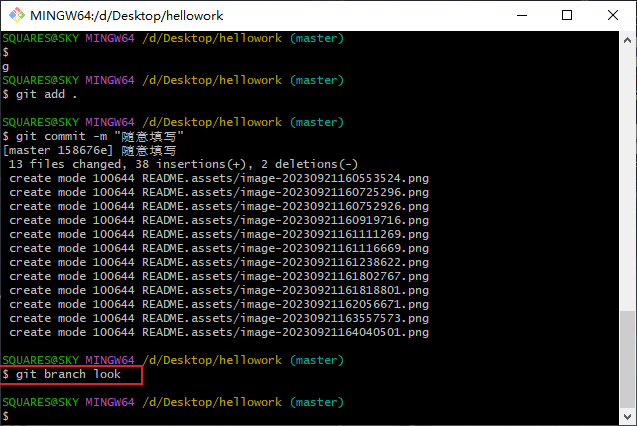 MINGW64:/d/Desktop/hellowork
SQUARES@SKY MINGW64 /d/Desktop/hellowork (master)
$
g
SQUARES@SKY MINGW64 /d/Desktop/hellowork (master)
$ git add .
SQUARES@SKY MINGW64 /d/Desktop/hellowork (master)
$ git commit -m "随意填写"
[master 158676e] 随意填写
13 files changed, 38 insertions(+), 2 deletions(-)
create mode 100644 README.assets/image-20230921160553524.png
create mode 100644 README.assets/image-20230921160725296.png
create mode 100644 README.assets/image-20230921160752926.png
create mode 100644 README.assets/image-20230921160919716.png
create mode 100644 README.assets/image-20230921161111269.png
create mode 100644 README.assets/image-20230921161116669.png
create mode 100644 README.assets/image-20230921161238622.png
create mode 100644 README.assets/image-20230921161802767.png
create mode 100644 README.assets/image-20230921161818801.png
create mode 100644 README.assets/image-20230921162056671.png
create mode 100644 README.assets/image-20230921163557573.png
create mode 100644 README.assets/image-20230921164040501.png
SQUARES@SKY MINGW64 /d/Desktop/hellowork (master)
$ git branch look
SQUARES@SKY MINGW64 /d/Desktop/hellowork (master)
$